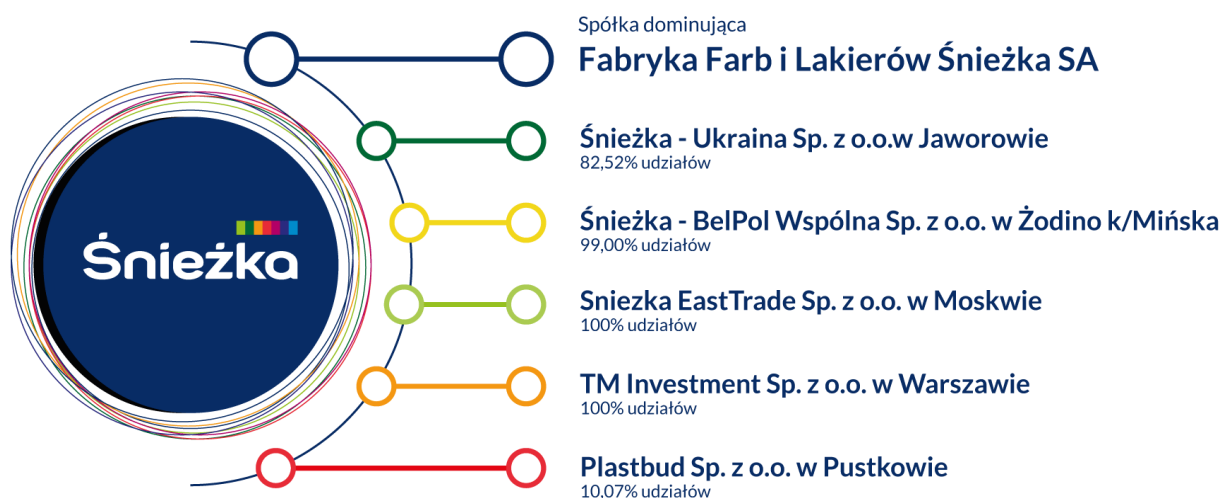 Spółka dominująca
Fabryka Farb i Lakierów Śnieżka SA
Śnieżka - Ukraina Sp. z o.o.w Jaworowie
82,52% udziałów
Śnieżka - BelPol Wspólna Sp. z o.o. w Żodino k/Mińska
99,00% udziałów
Śnieżka
Sniezka EastTrade Sp. z o.o. w Moskwie
100% udziałów
TM Investment Sp. z o.o. w Warszawie
100% udziałów
Plastbud Sp. z o.o. w Pustkowie
10,07% udziałów